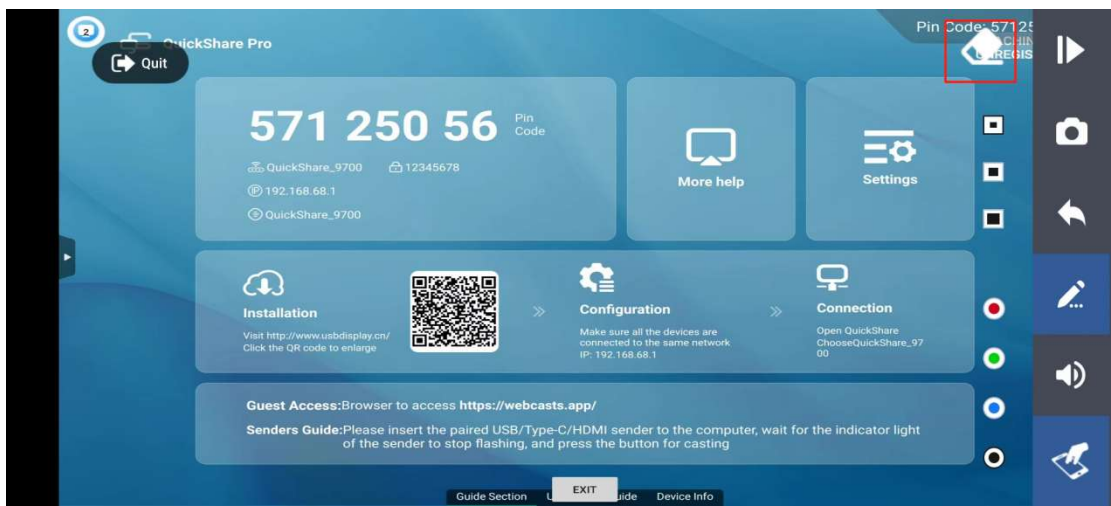 2
QuickShare Pro
Pin Code: 57125
Quit
571 250 56
Pin
Code
QuickShare_9700 12345678
192.168.68.1
QuickShare_9700
More help
Settings
Installation
Visit http://www.usbdisplay.cn/
Click the QR code to enlarge
Configuration
Make sure all the devices are
connected to the same network
IP: 192.168.68.1
Connection
Open QuickShare
ChooseQuickShare_97
00
Guest Access:Browser to access https://webcasts.app/
Senders Guide:Please insert the paired USB/Type-C/HDMI sender to the computer, wait for the indicator light
of the sender to stop flashing, and press the button for casting
EXIT
Guide Section Device Info